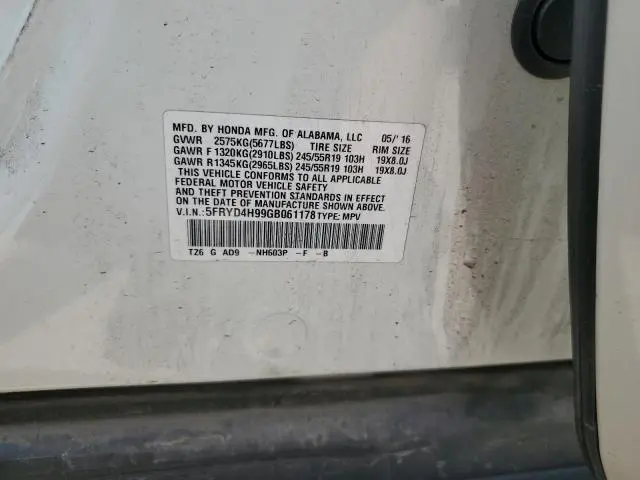 MFD. BY HONDA MFG. OF ALABAMA, LLC 05/'16
GVWR 2575KG(5677LBS) TIRE SIZE RIM SIZE
GAWR F 1320KG(2910LBS) 245/55R19 103H 19X8.0J
GAWR R1345KG(2965LBS) 245/55R19 103H 19X8.0J
THIS VEHICLE CONFORMS TO ALL APPLICABLE
FEDERAL MOTOR VEHICLE SAFETY
AND THEFT PREVENTION STANDARDS IN EFFECT
ON THE DATE OF MANUFACTURE SHOWN ABOVE.
V.I.N.:5FRYD4H99GB061178 TYPE: MPV
T26 G AD9 -NH603P -F -B